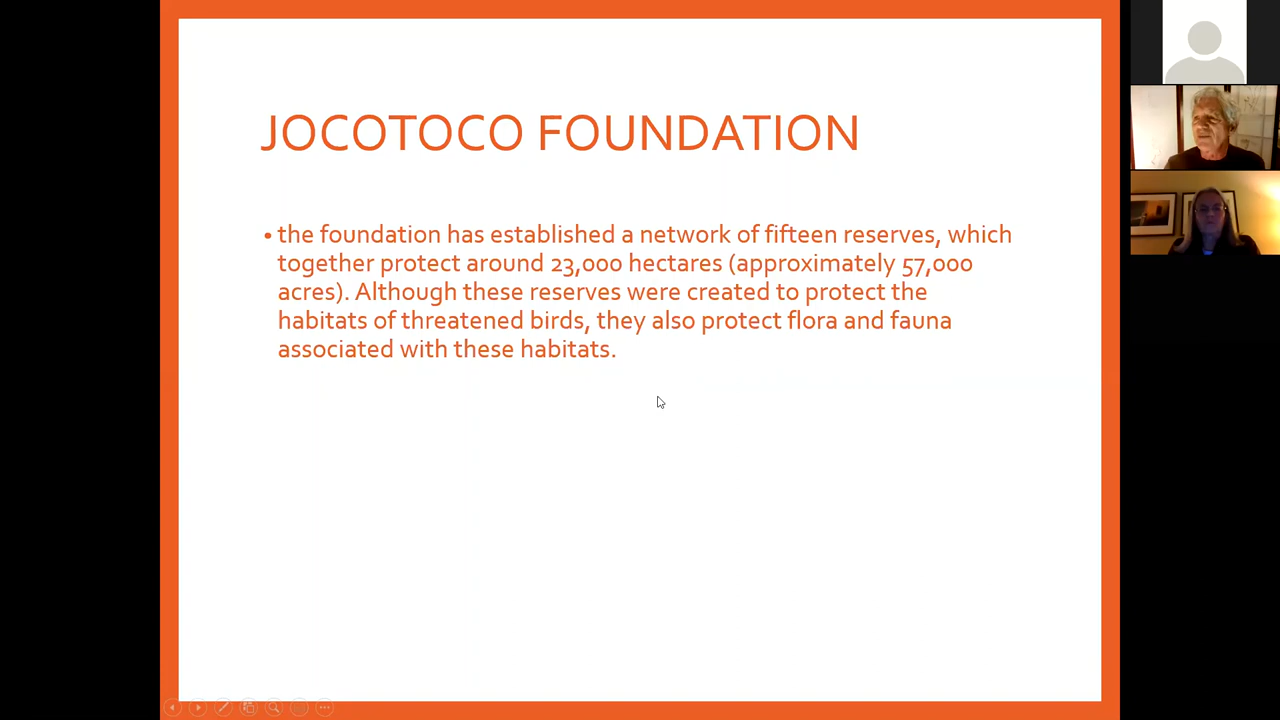 JOCOTOCO FOUNDATION
• the foundation has established a network of fifteen reserves, which
together protect around 23,000 hectares (approximately 57,000
acres). Although these reserves were created to protect the
habitats of threatened birds, they also protect flora and fauna
associated with these habitats.